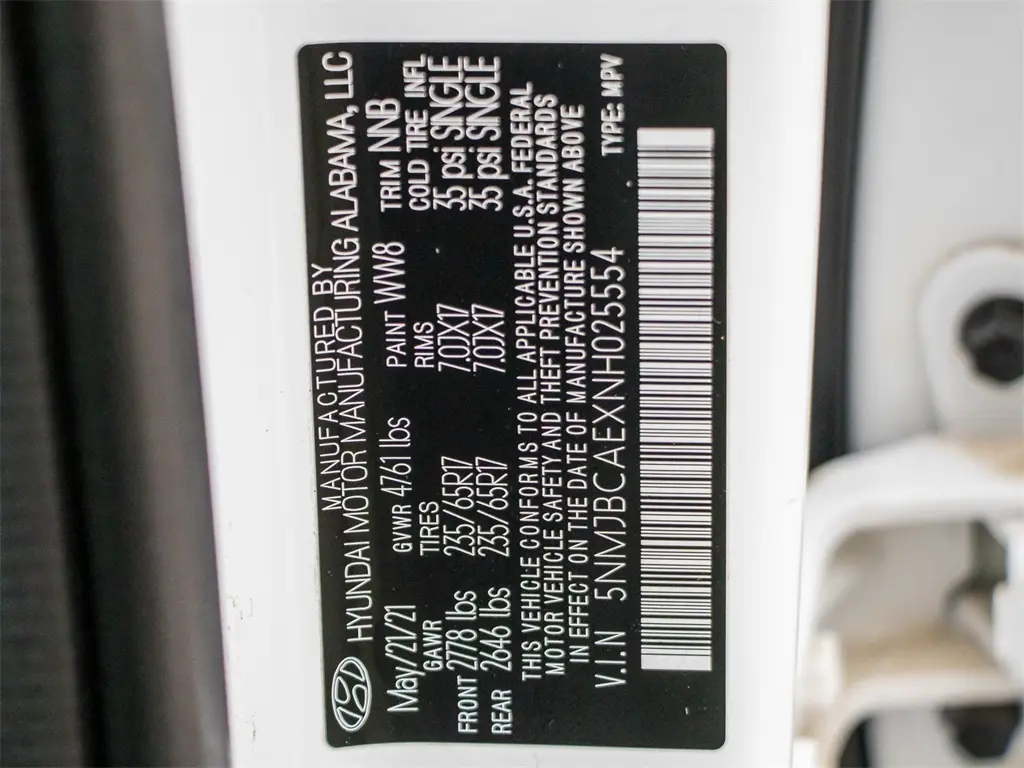 MANUFACTURED BY
HYUNDAI MOTOR MANUFACTURING ALABAMA, LLC
May/21/21 GVWR 4761 lbs PAINT WW8 TRIM NNB
GAWR TIRES RIMS COLD TIRE INFL
FRONT 2778 lbs 235/65R17 7.0JX17 35 psi SINGLE
REAR 2646 lbs 235/65R17 7.0JX17 35 psi SINGLE
THIS VEHICLE CONFORMS TO ALL APPLICABLE U.S.A. FEDERAL
MOTOR VEHICLE SAFETY AND THEFT PREVENTION STANDARDS
IN EFFECT ON THE DATE OF MANUFACTURE SHOWN ABOVE
V.I.N 5NMJBCAEXNH025554 TYPE: MPV